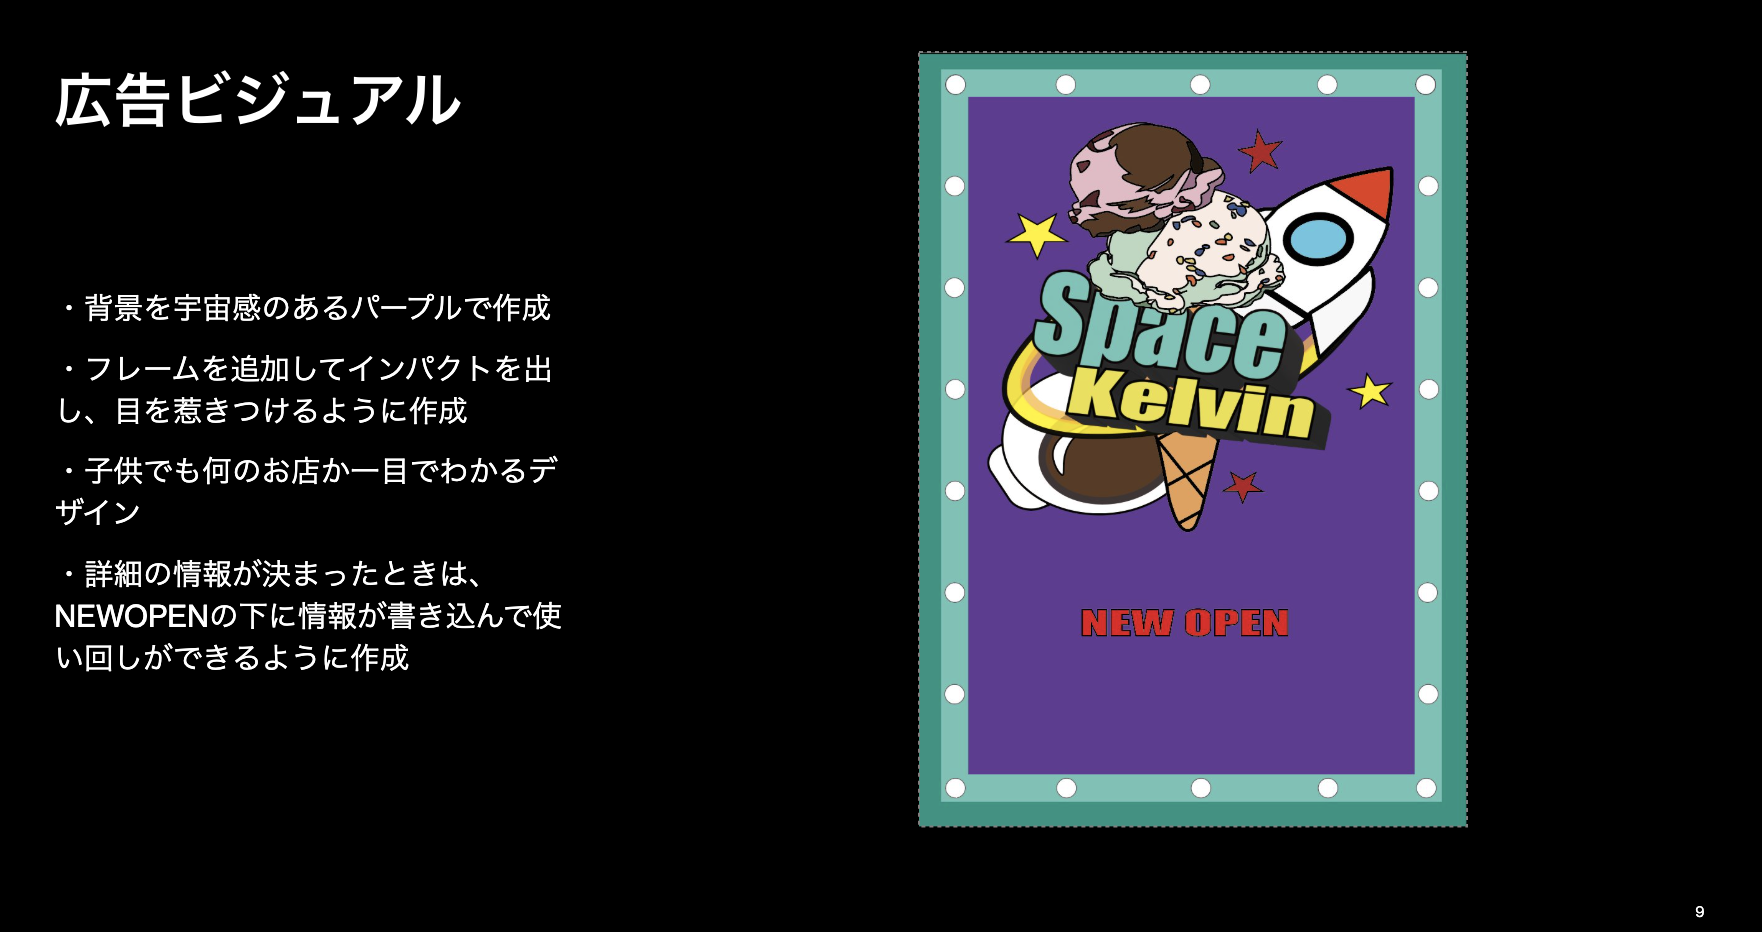 広告ビジュアル
・背景を宇宙感のあるパープルで作成
・フレームを追加してインパクトを出
し、目を惹きつけるように作成
・子供でも何のお店か一目でわかるデ
ザイン
・詳細の情報が決まったときは、
NEWOPENの下に情報が書き込んで使
い回しができるように作成
Space
Kelvin
NEW OPEN
9